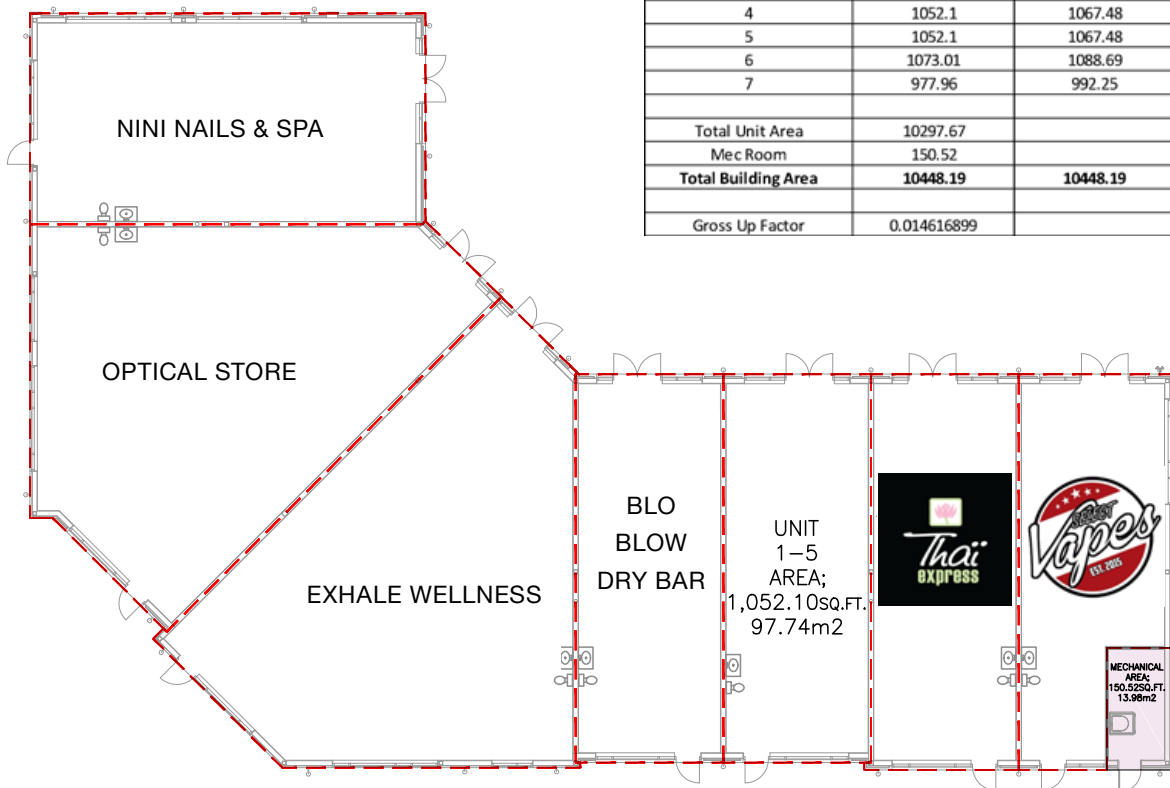 4 1052.1 1067.48
5 1052.1 1067.48
6 1073.01 1088.69
7 977.96 992.25
Total Unit Area 10297.67
Mec Room 150.52
Total Building Area 10448.19 10448.19
Gross Up Factor 0.014616899
NINI NAILS & SPA
OPTICAL STORE
EXHALE WELLNESS
BLO
BLOW
DRY BAR
UNIT
1-5
AREA;
1,052.10SQ.FT.
97.74m2
Thaï
express
SELECT
Vapes
EST. 2015
MECHANICAL
AREA;
150.52SQ.FT.
13.98m2